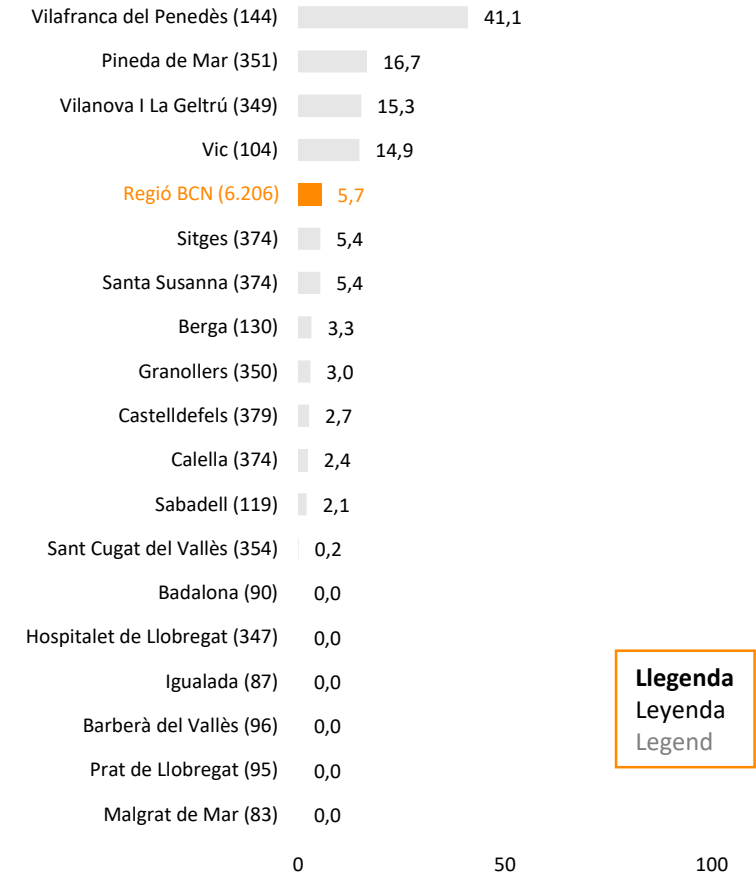 Vilafranca del Penedès (144) 41,1
Pineda de Mar (351) 16,7
Vilanova I La Geltrú (349) 15,3
Vic (104) 14,9
Regió BCN (6.206) 5,7
Sitges (374) 5,4
Santa Susanna (374) 5,4
Berga (130) 3,3
Granollers (350) 3,0
Castelldefels (379) 2,7
Calella (374) 2,4
Sabadell (119) 2,1
Sant Cugat del Vallès (354) 0,2
Badalona (90) 0,0
Hospitalet de Llobregat (347) 0,0
Igualada (87) 0,0
Barberà del Vallès (96) 0,0
Prat de Llobregat (95) 0,0
Malgrat de Mar (83) 0,0
Llegenda
Leyenda
Legend
0 50 100